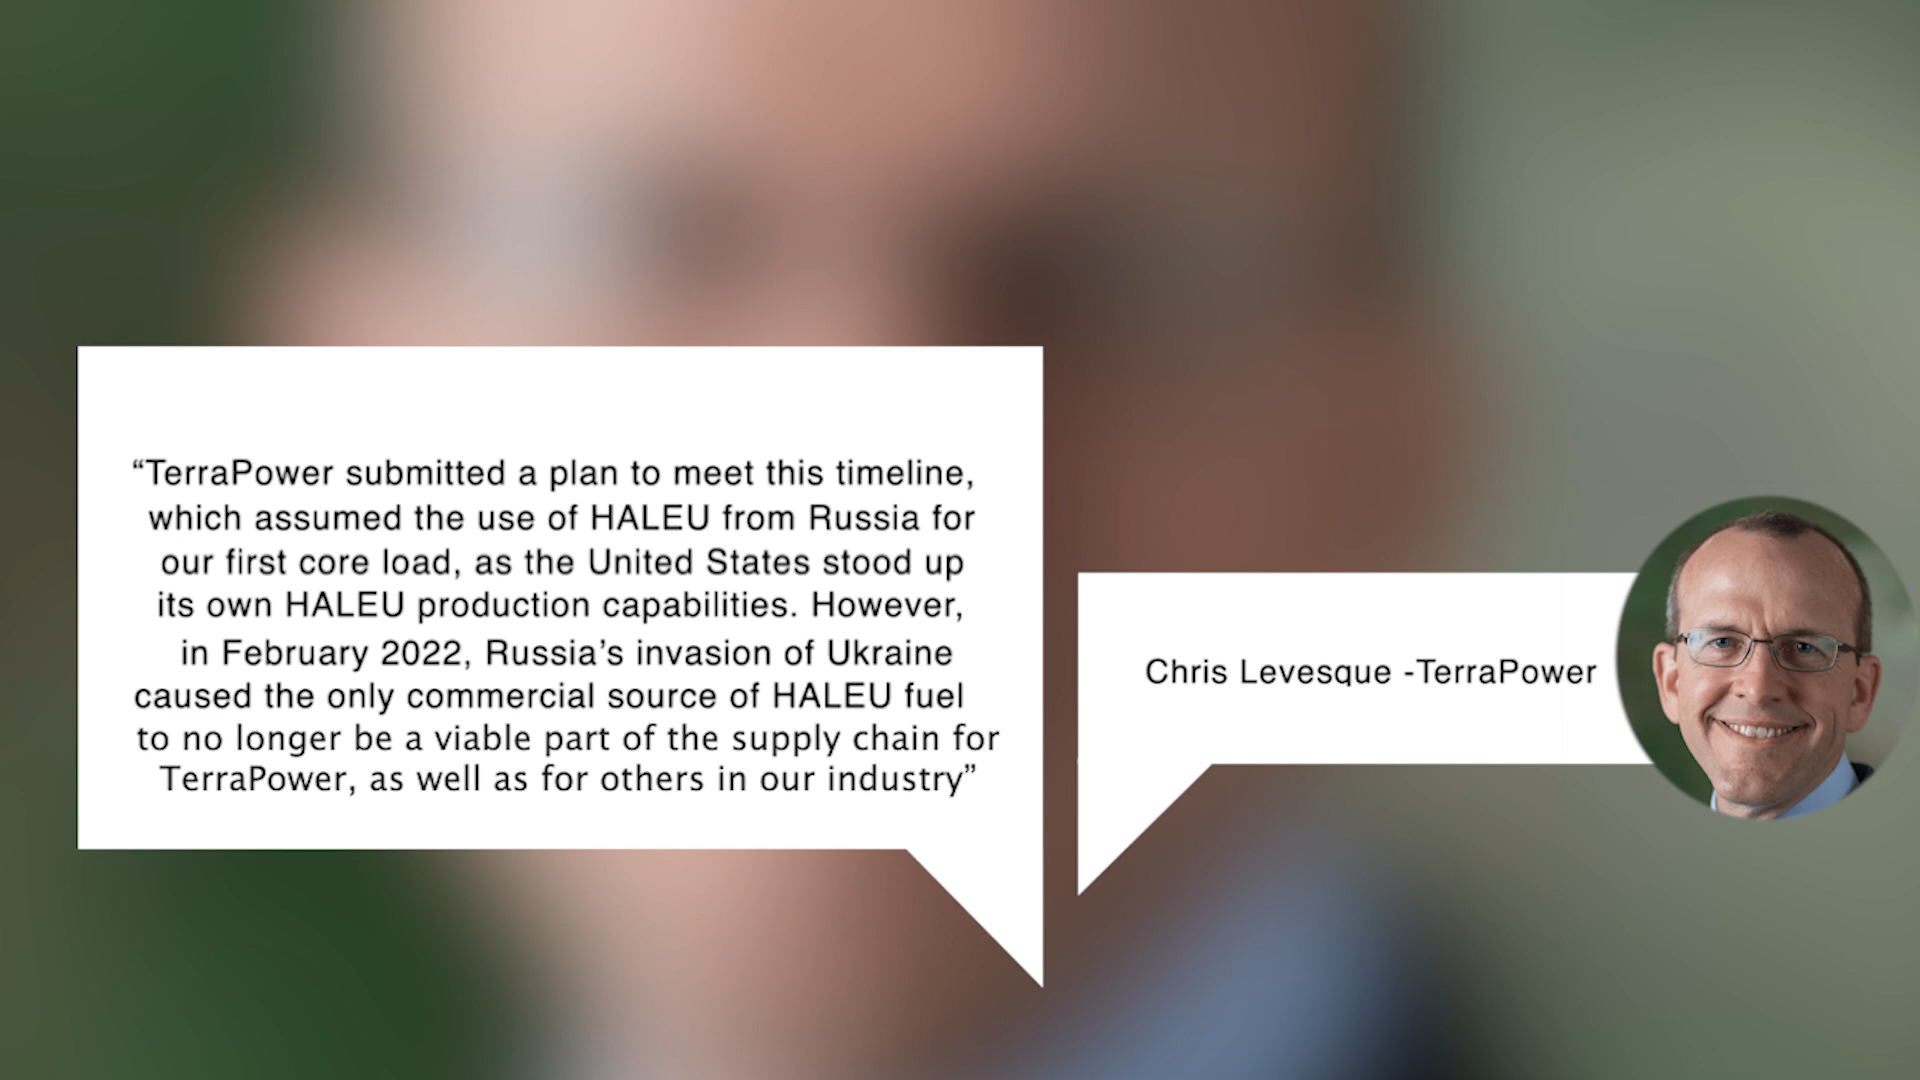 “TerraPower submitted a plan to meet this timeline,
which assumed the use of HALEU from Russia for
our first core load, as the United States stood up
its own HALEU production capabilities. However,
in February 2022, Russia’s invasion of Ukraine
caused the only commercial source of HALEU fuel
to no longer be a viable part of the supply chain for
TerraPower, as well as for others in our industry”
Chris Levesque -TerraPower